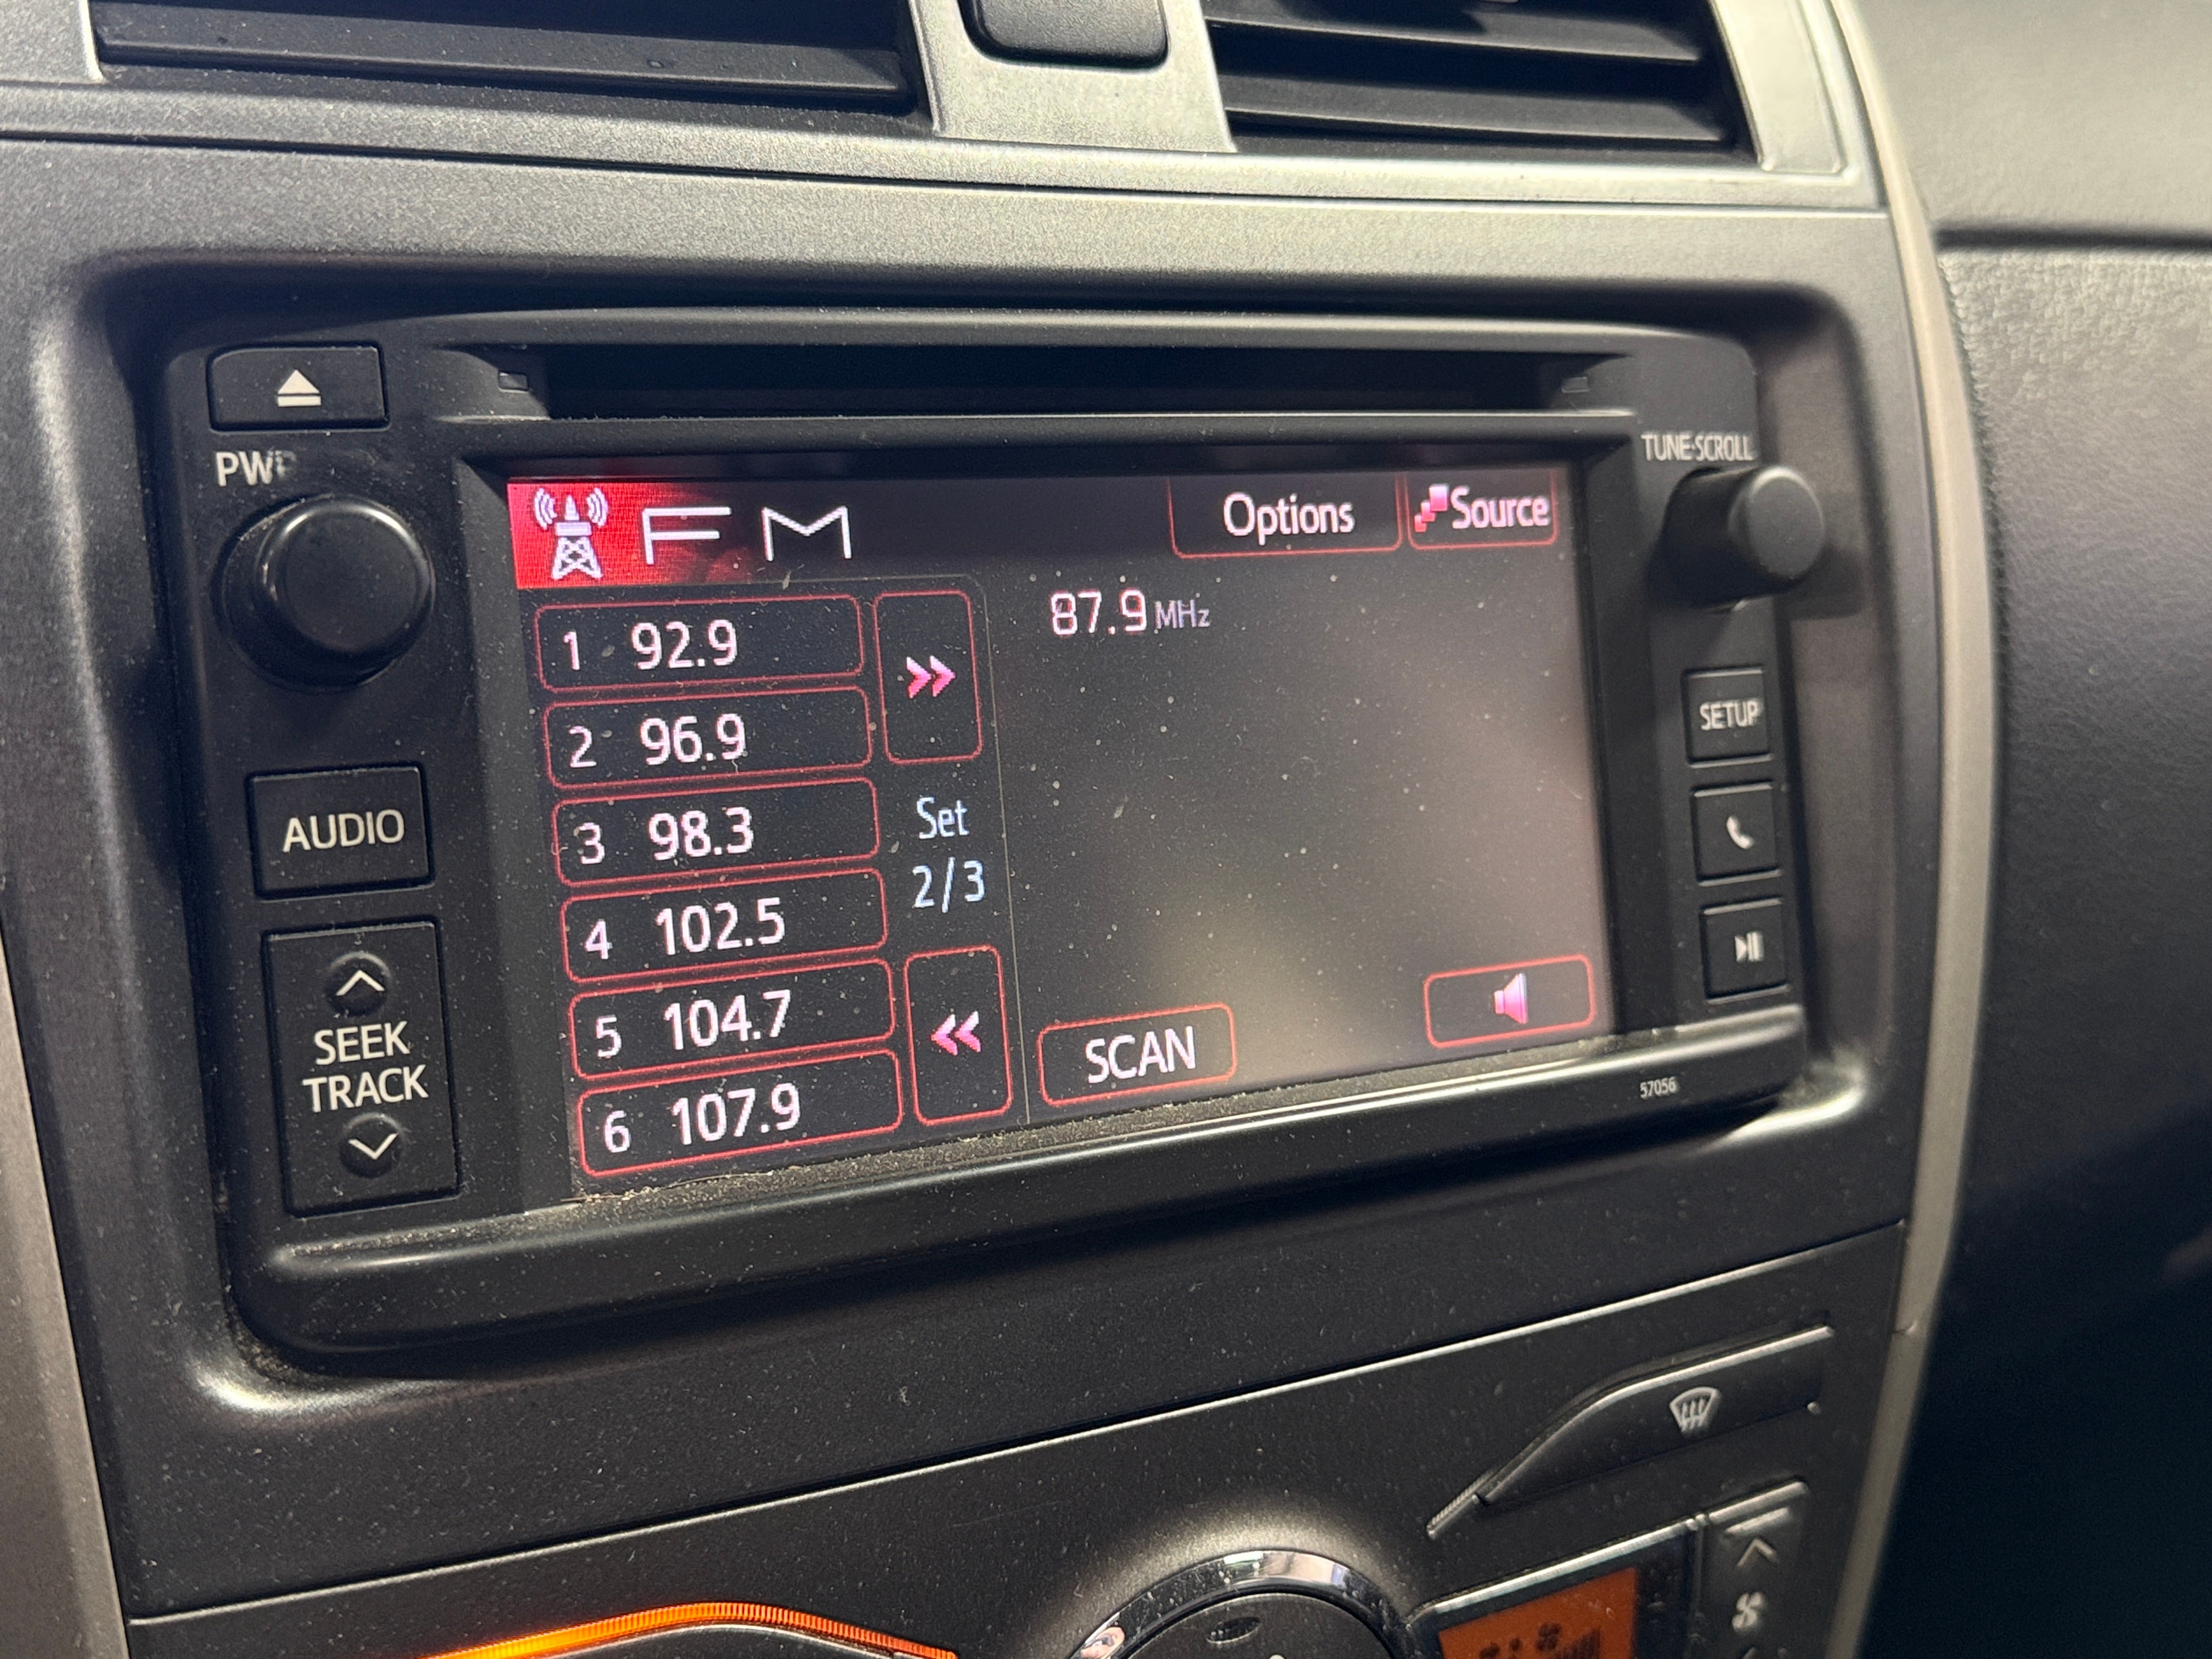 PWR
TUNE·SCROLL
FM
Options
Source
87.9 MHz
1 92.9
2 96.9
3 98.3
4 102.5
5 104.7
6 107.9
Set
2/3
SCAN
AUDIO
SEEK
TRACK
SETUP
57056